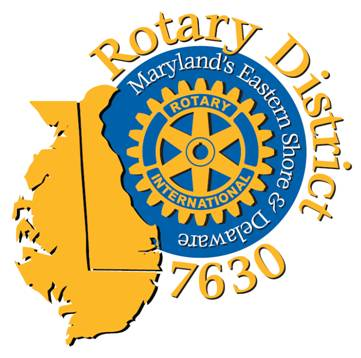 Rotary District
Maryland's Eastern Shore & Delaware
ROTARY
INTERNATIONAL
7630